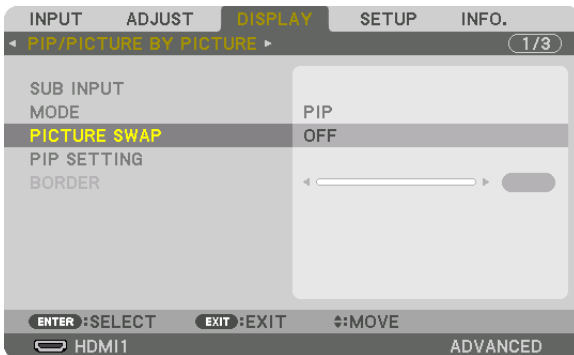 INPUT ADJUST DISPLAY SETUP INFO.
PIP/PICTURE BY PICTURE 1/3
SUB INPUT
MODE PIP
PICTURE SWAP OFF
PIP SETTING
BORDER
ENTER :SELECT EXIT :EXIT :MOVE
HDMI1 ADVANCED